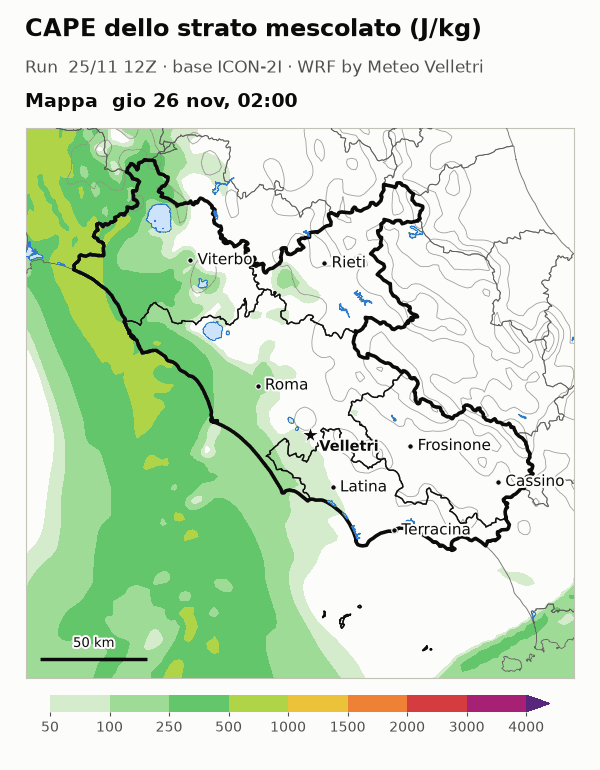 CAPE dello strato mescolato (J/kg)
Run 25/11 12Z · base ICON-2I · WRF by Meteo Velletri
Mappa gio 26 nov, 02:00
Viterbo
Rieti
Roma
Velletri
Frosinone
Cassino
Latina
Terracina
50 km
50 100 250 500 1000 1500 2000 3000 4000